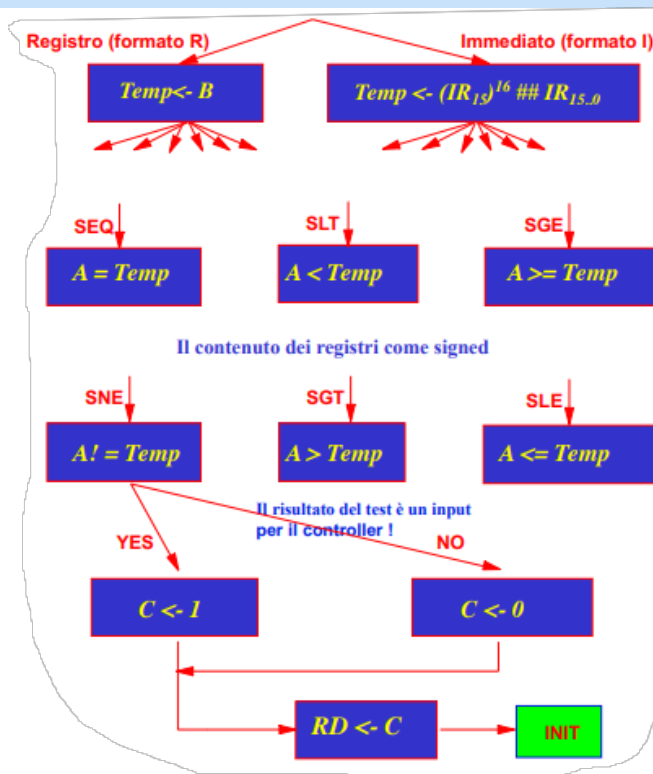 Registro (formato R)
Immediato (formato I)
Temp<- B
Temp <- (IR₁₅)¹⁶ ## IR₁₅..₀
SEQ
SLT
SGE
A = Temp
A < Temp
A >= Temp
Il contenuto dei registri come signed
SNE
SGT
SLE
A! = Temp
A > Temp
A <= Temp
Il risultato del test è un input
per il controller !
YES
NO
C <- 1
C <- 0
RD <- C
INIT